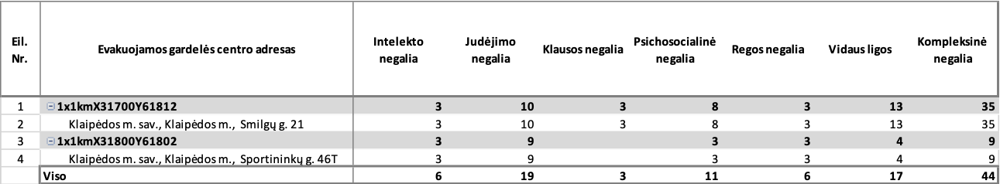 Eil. Nr. Evakuojamos gardelės centro adresas Intelekto negalia Judėjimo negalia Klausos negalia Psichosocialinė negalia Regos negalia Vidaus ligos Kompleksinė negalia
1 1x1kmX31700Y61812 3 10 3 8 3 13 35
2 Klaipėdos m. sav., Klaipėdos m., Smilgų g. 21 3 10 3 8 3 13 35
3 1x1kmX31800Y61802 3 9 3 3 4 9
4 Klaipėdos m. sav., Klaipėdos m., Sportininkų g. 46T 3 9 3 3 4 9
Viso 6 19 3 11 6 17 44